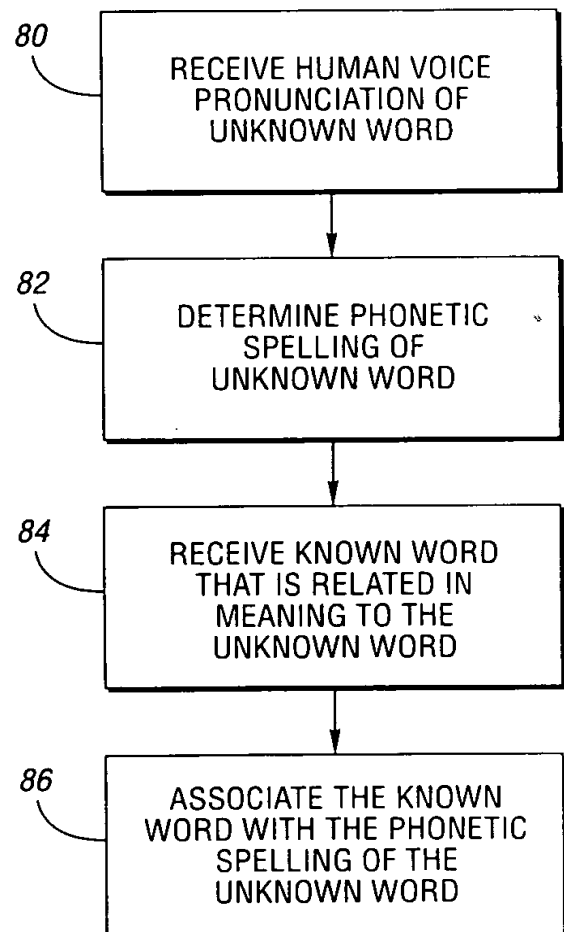 80
RECEIVE HUMAN VOICE
PRONUNCIATION OF
UNKNOWN WORD
82
DETERMINE PHONETIC
SPELLING OF
UNKNOWN WORD
84
RECEIVE KNOWN WORD
THAT IS RELATED IN
MEANING TO THE
UNKNOWN WORD
86
ASSOCIATE THE KNOWN
WORD WITH THE PHONETIC
SPELLING OF THE
UNKNOWN WORD